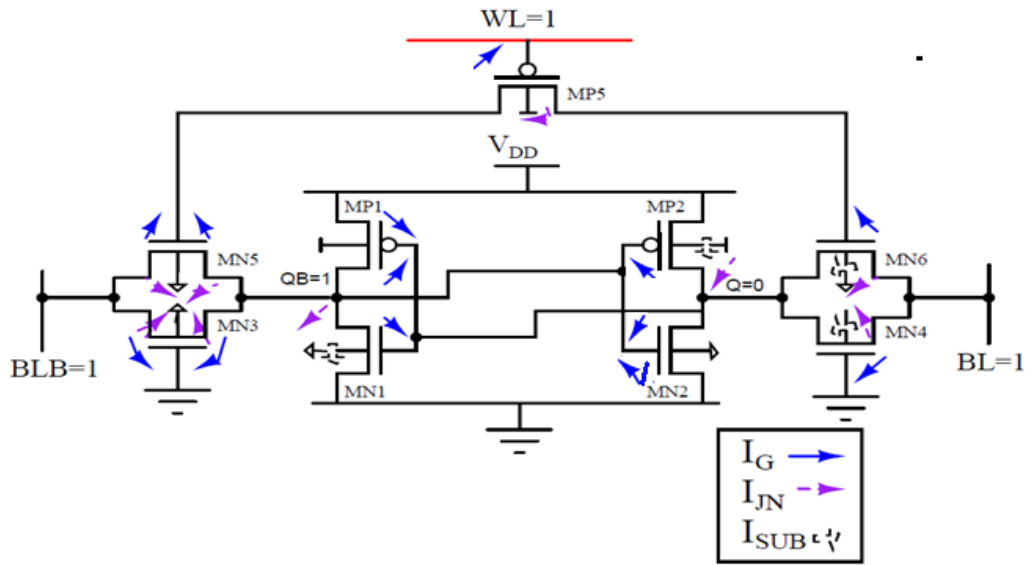 WL=1
MP5
VDD
MP1
MP2
MN5
QB=1
Q=0
MN6
MN3
MN4
BLB=1
BL=1
MN1
MN2
IG
IJN
ISUB